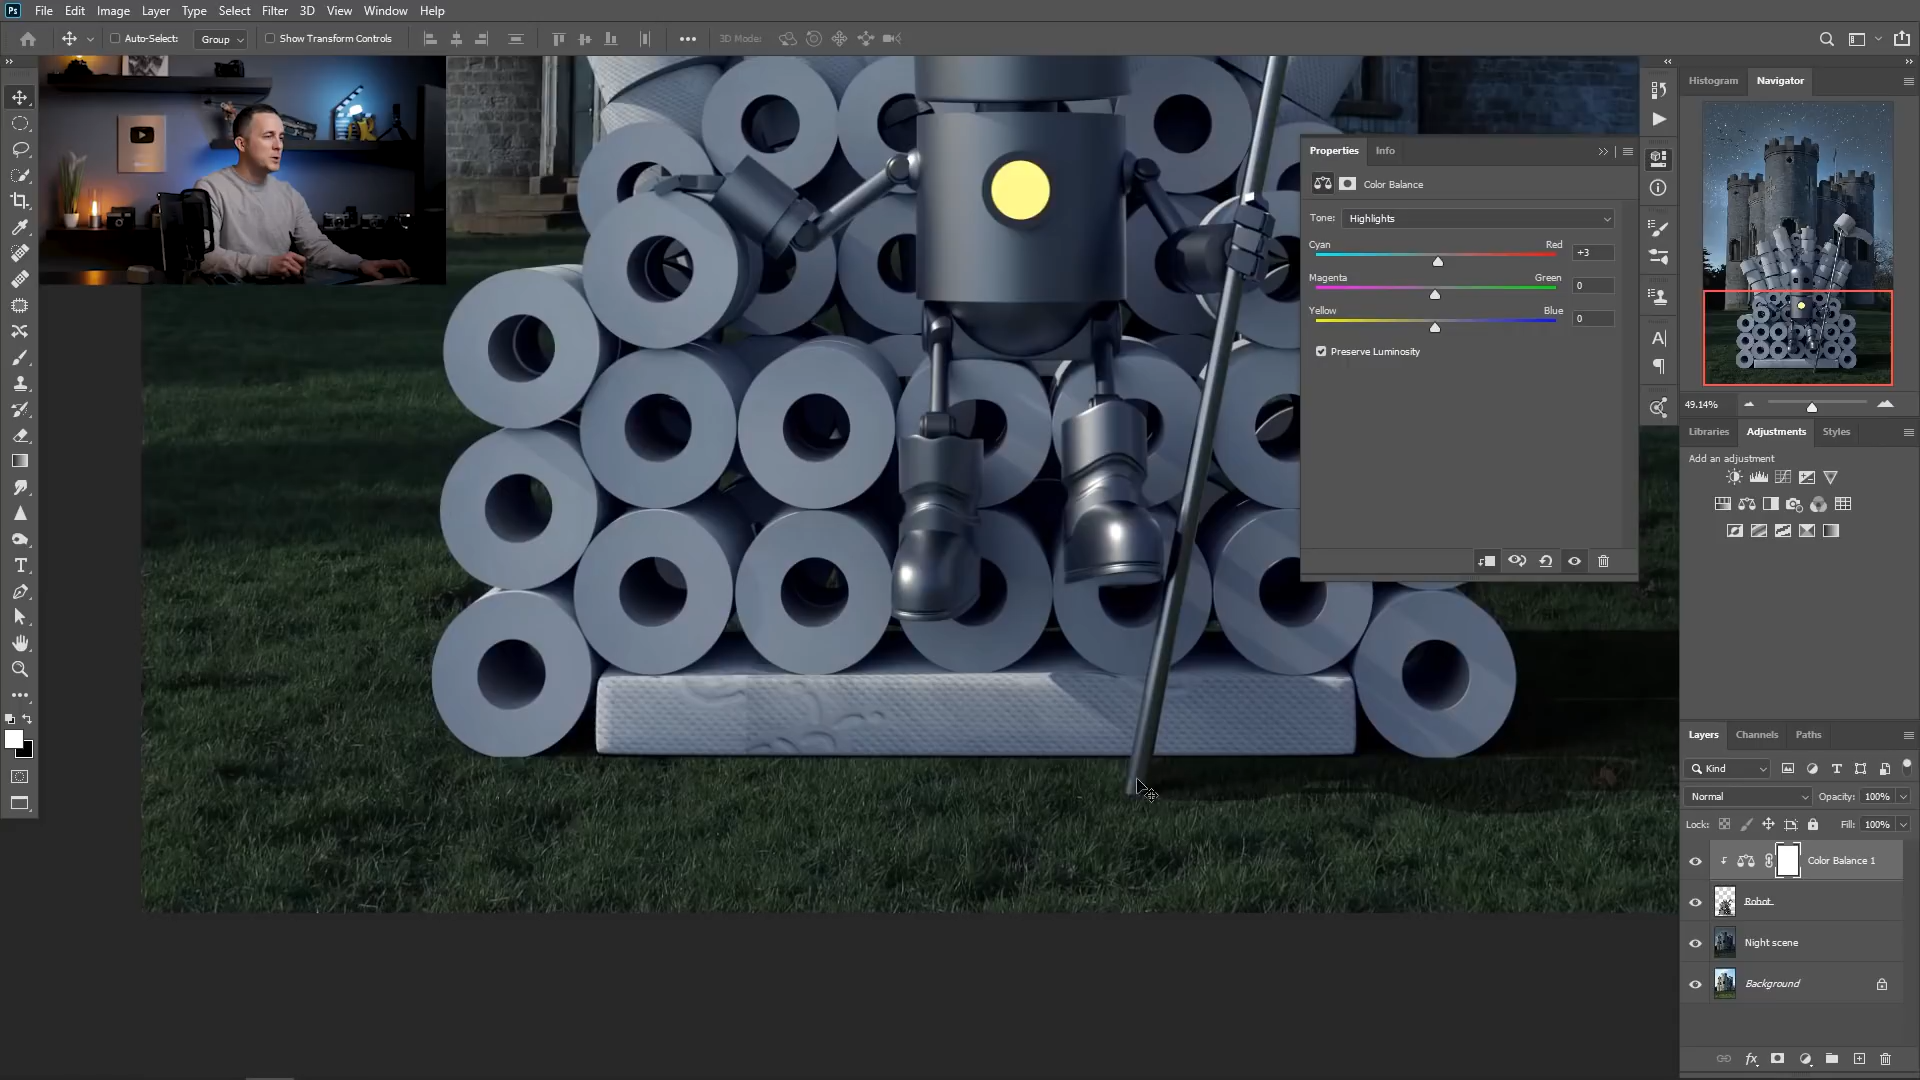 Ps File Edit Image Layer Type Select Filter 3D View Window Help
Auto-Select: Group Show Transform Controls 3D Mode:
Histogram Navigator
Properties Info
Color Balance
Tone: Highlights
Cyan Red +3
Magenta Green 0
Yellow Blue 0
Preserve Luminosity
49.14%
Libraries Adjustments Styles
Add an adjustment
Layers Channels Paths
Kind
Normal Opacity: 100%
Lock: Fill: 100%
Color Balance 1
Robot
Night scene
Background